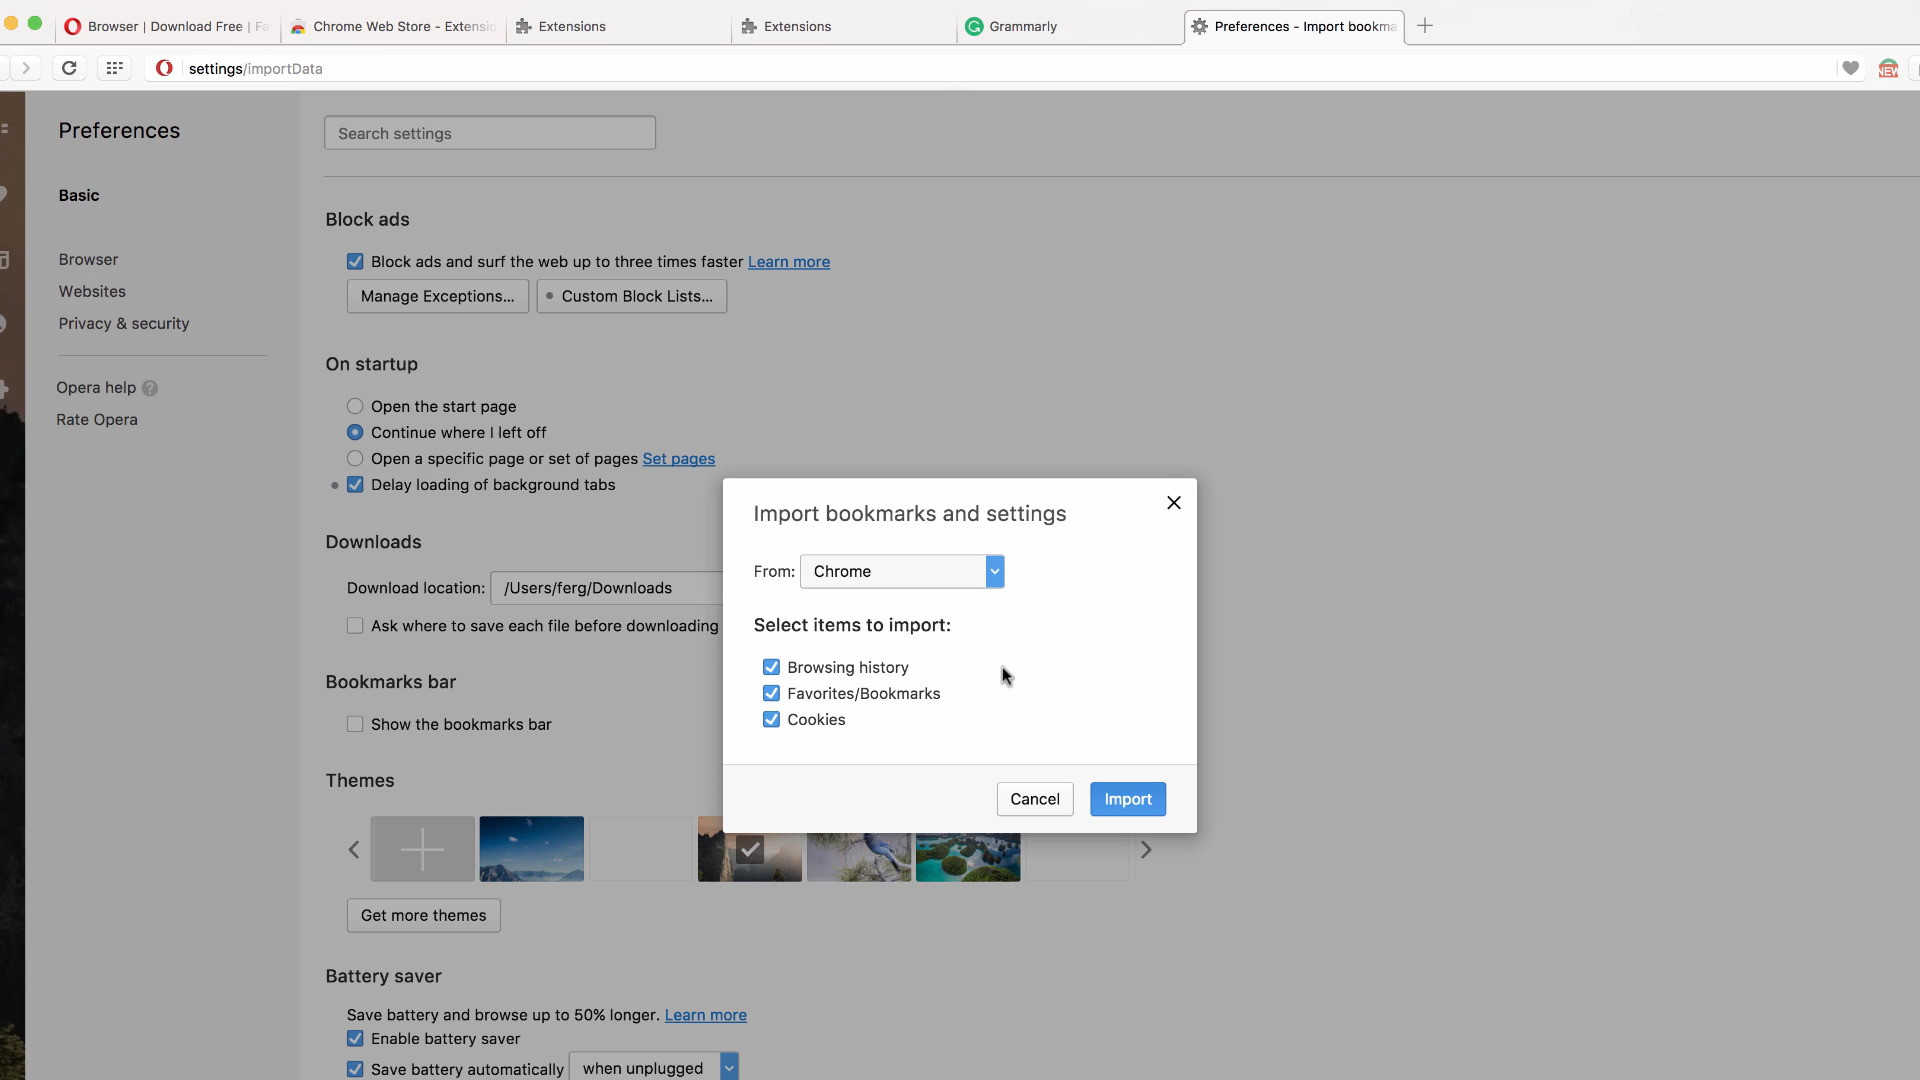 Browser | Download Free | Fa
Chrome Web Store - Extensio
Extensions
Extensions
Grammarly
Preferences - Import bookma
settings/importData
NEW
Preferences
Search settings
Basic
Block ads
Browser
Block ads and surf the web up to three times faster Learn more
Websites
Manage Exceptions...
Custom Block Lists...
Privacy & security
On startup
Opera help ?
Open the start page
Rate Opera
Continue where I left off
Open a specific page or set of pages Set pages
Delay loading of background tabs
Import bookmarks and settings
Downloads
From: Chrome
Download location: /Users/ferg/Downloads
Ask where to save each file before downloading
Select items to import:
Browsing history
Bookmarks bar
Favorites/Bookmarks
Show the bookmarks bar
Cookies
Themes
Cancel
Import
Get more themes
Battery saver
Save battery and browse up to 50% longer. Learn more
Enable battery saver
Save battery automatically when unplugged